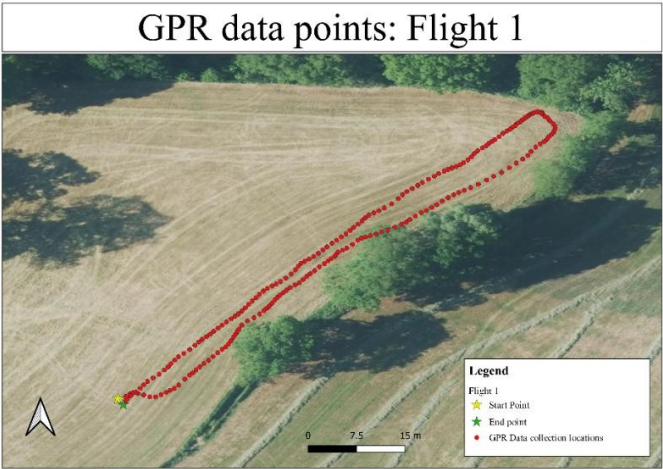 GPR data points: Flight 1
Legend
Flight 1
Start Point
End point
GPR Data collection locations
0 7.5 15 m